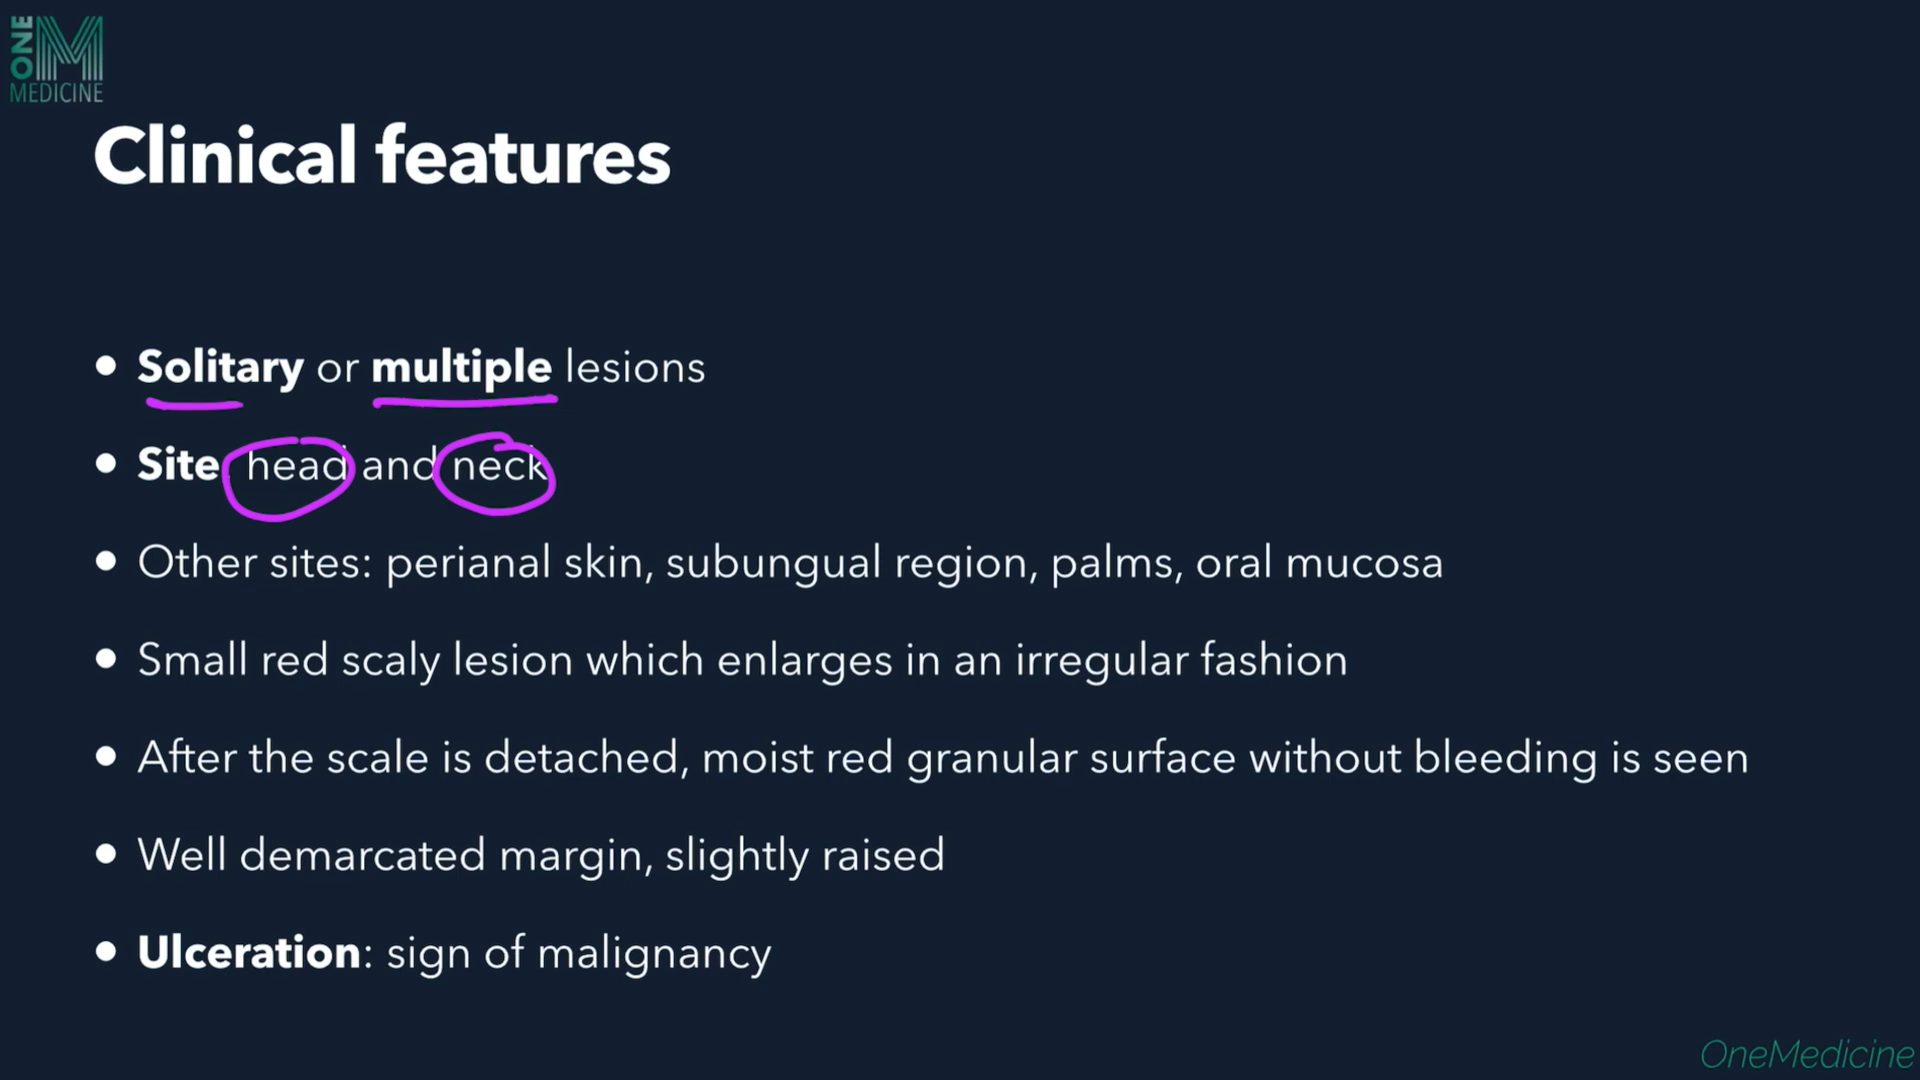 ONE
M
MEDICINE
Clinical features
• Solitary or multiple lesions
• Site: head and neck
• Other sites: perianal skin, subungual region, palms, oral mucosa
• Small red scaly lesion which enlarges in an irregular fashion
• After the scale is detached, moist red granular surface without bleeding is seen
• Well demarcated margin, slightly raised
• Ulceration: sign of malignancy
OneMedicine